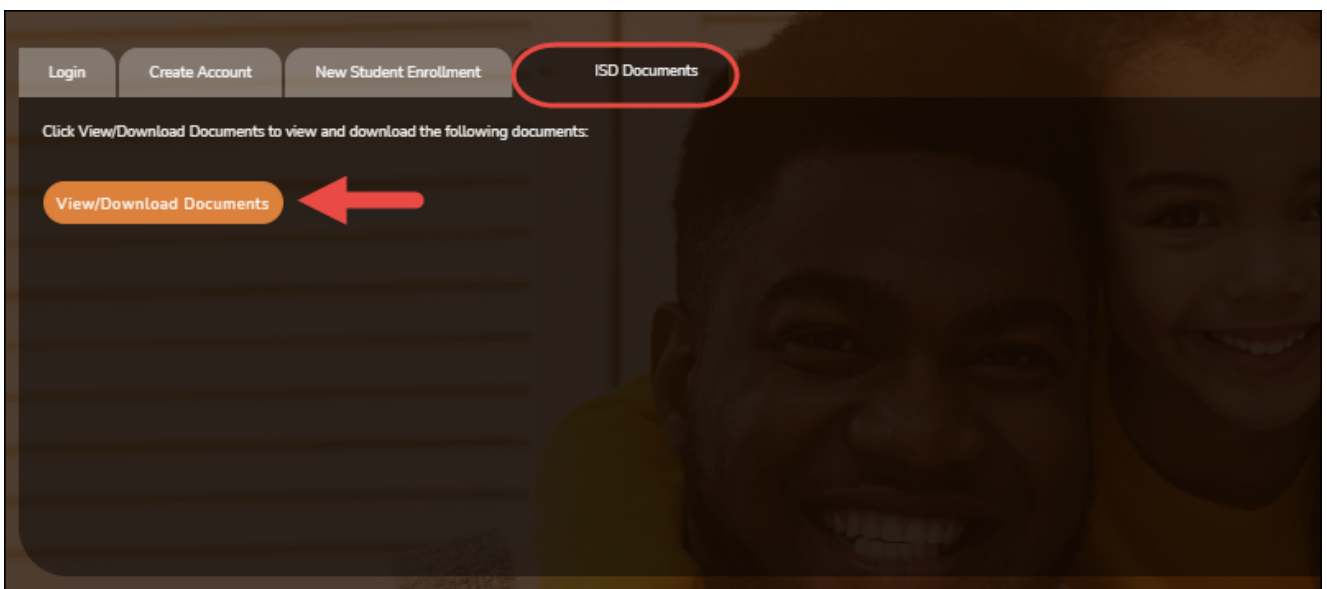 Login
Create Account
New Student Enrollment
ISD Documents
Click View/Download Documents to view and download the following documents:
View/Download Documents